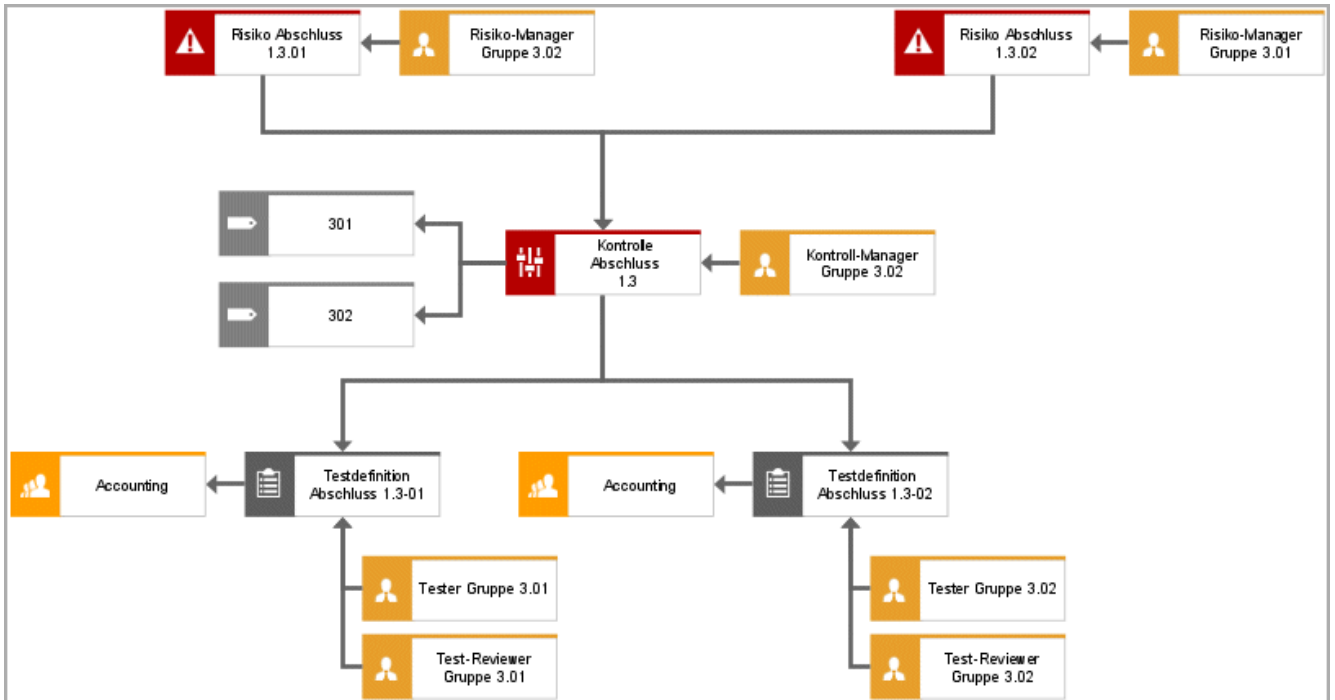 Risiko Abschluss
1.3.01
Risiko-Manager
Gruppe 3.02
Risiko Abschluss
1.3.02
Risiko-Manager
Gruppe 3.01
301
Kontrolle
Abschluss
1.3
Kontroll-Manager
Gruppe 3.02
302
Accounting
Testdefinition
Abschluss 1.3-01
Accounting
Testdefinition
Abschluss 1.3-02
Tester Gruppe 3.01
Tester Gruppe 3.02
Test-Reviewer
Gruppe 3.01
Test-Reviewer
Gruppe 3.02